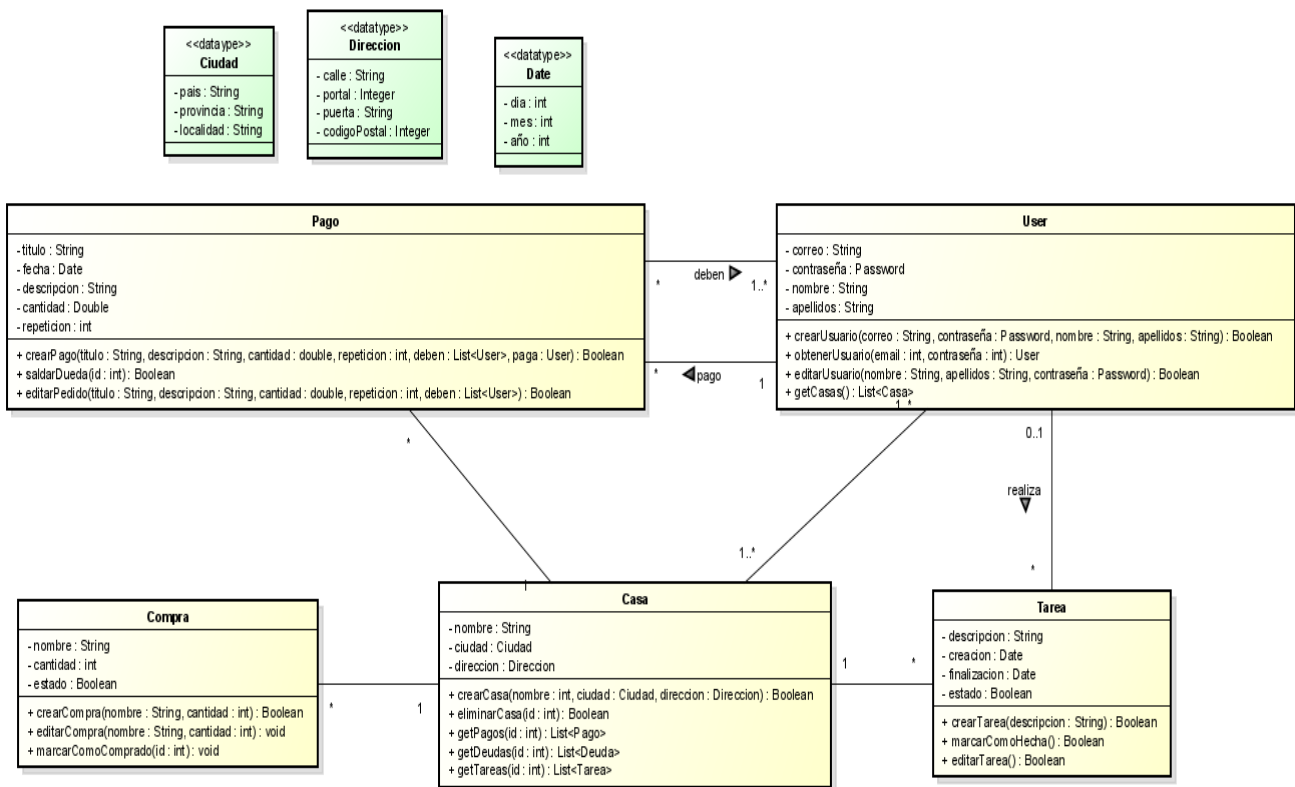 <<dataype>>
Ciudad
- pais : String
- provincia : String
- localidad : String
<<datatype>>
Direccion
- calle : String
- portal : Integer
- puerta : String
- codigoPostal : Integer
<<datatype>>
Date
- dia : int
- mes : int
- año : int
Pago
- titulo : String
- fecha : Date
- descripcion : String
- cantidad : Double
- repeticion : int
+ crearPago(titulo : String, descripcion : String, cantidad : double, repeticion : int, deben : List<User>, paga : User) : Boolean
+ saldarDueda(id : int) : Boolean
+ editarPedido(titulo : String, descripcion : String, cantidad : double, repeticion : int, deben : List<User>) : Boolean
deben
*
1..*
*
pago
1
User
- correo : String
- contraseña : Password
- nombre : String
- apellidos : String
+ crearUsuario(correo : String, contraseña : Password, nombre : String, apellidos : String) : Boolean
+ obtenerUsuario(email : int, contraseña : int) : User
+ editarUsuario(nombre : String, apellidos : String, contraseña : Password) : Boolean
+ getCasas() : List<Casa>
1..*
*
0..1
realiza
1..*
*
1
Compra
- nombre : String
- cantidad : int
- estado : Boolean
+ crearCompra(nombre : String, cantidad : int) : Boolean
+ editarCompra(nombre : String, cantidad : int) : void
+ marcarComoComprado(id : int) : void
*
1
Casa
- nombre : String
- ciudad : Ciudad
- direccion : Direccion
+ crearCasa(nombre : int, ciudad : Ciudad, direccion : Direccion) : Boolean
+ eliminarCasa(id : int) : Boolean
+ getPagos(id : int) : List<Pago>
+ getDeudas(id : int) : List<Deuda>
+ getTareas(id : int) : List<Tarea>
1
*
Tarea
- descripcion : String
- creacion : Date
- finalizacion : Date
- estado : Boolean
+ crearTarea(descripcion : String) : Boolean
+ marcarComoHecha() : Boolean
+ editarTarea() : Boolean